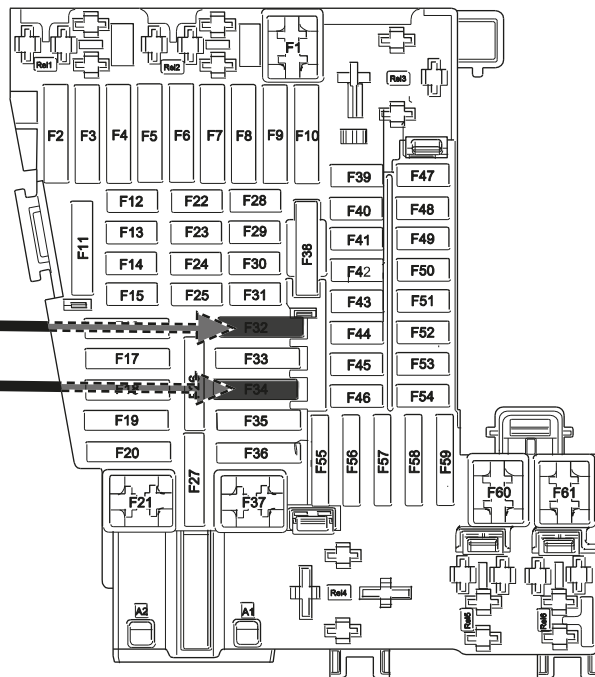 F1
Rel1 Rel2 Rel3
F2 F3 F4 F5 F6 F7 F8 F9 F10
F39 F47
F12 F22 F28
F40 F48
F11 F13 F23 F29 F38
F41 F49
F14 F24 F30
F42 F50
F15 F25 F31
F43 F51
F32
F44 F52
F17 F33
F45 F53
F34
F46 F54
F19 F35
F20 F36
F55 F56 F57 F58 F59
F27
F21 F37 F60 F61
Rel4
A2 A1
Rel5 Rel6